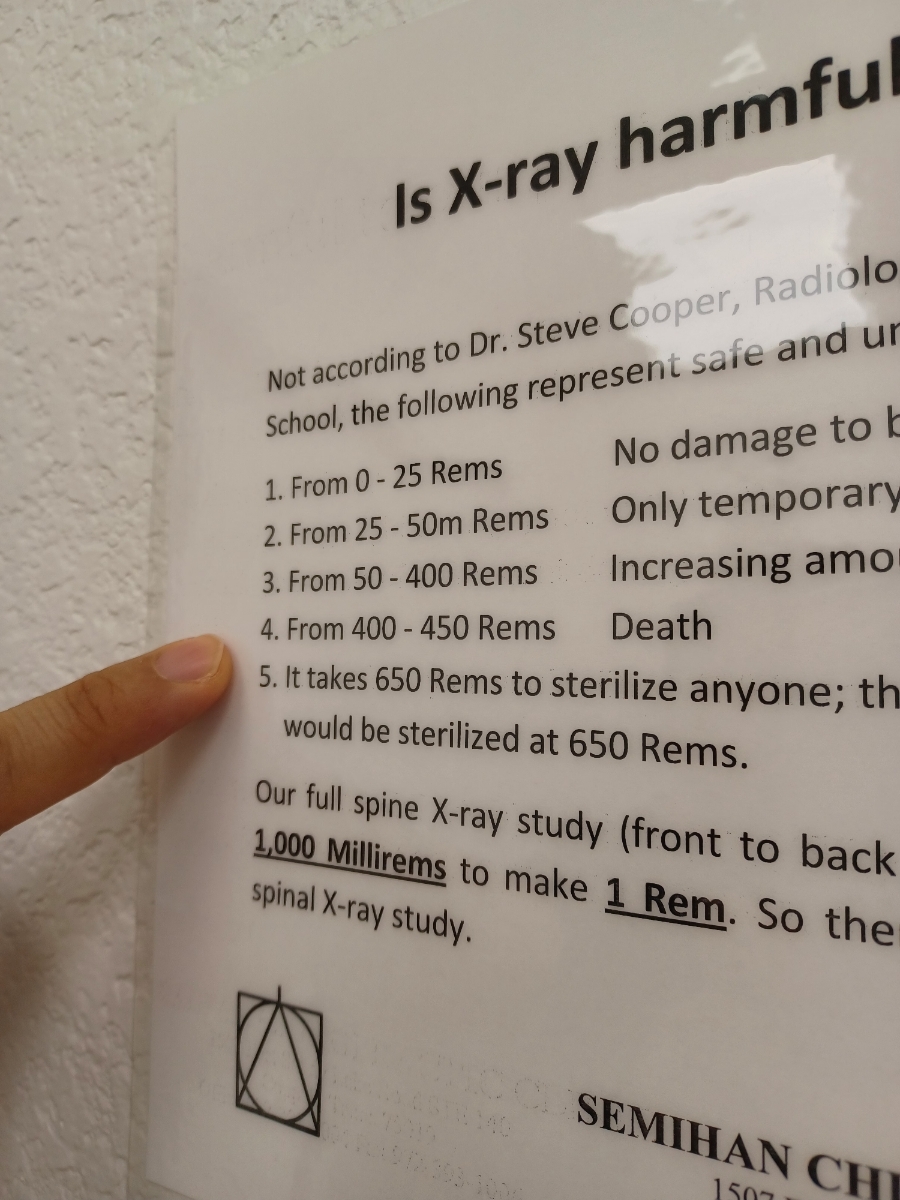 Is X-ray harmful
Not according to Dr. Steve Cooper, Radiolo
School, the following represent safe and un
1. From 0 - 25 Rems No damage to b
2. From 25 - 50m Rems Only temporary
3. From 50 - 400 Rems Increasing amou
4. From 400 - 450 Rems Death
5. It takes 650 Rems to sterilize anyone; th
would be sterilized at 650 Rems.
Our full spine X-ray study (front to back
1,000 Millirems to make 1 Rem. So the
spinal X-ray study.
SEMIHAN CHI
1507